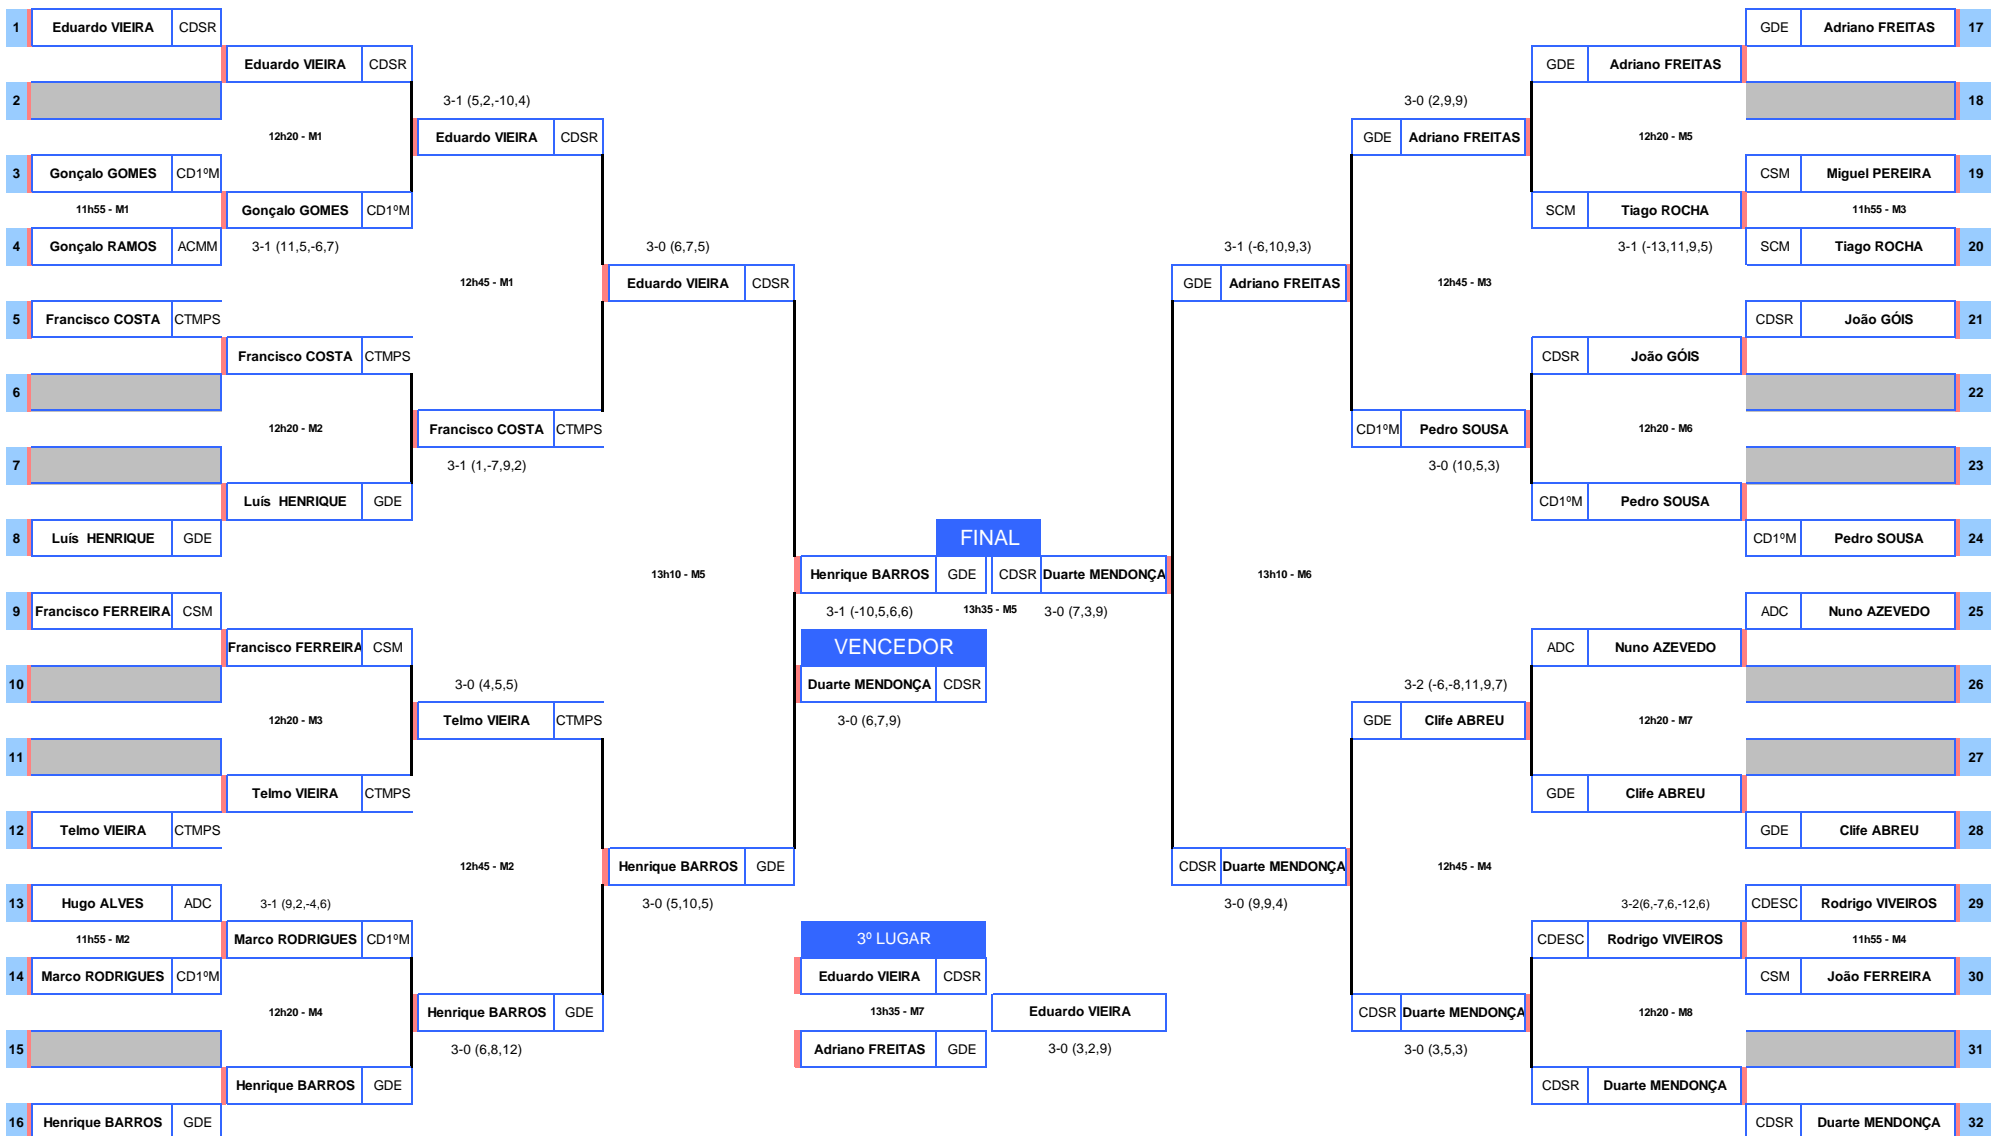 1 Eduardo VIEIRA CDSR GDE Adriano FREITAS 17
Eduardo VIEIRA CDSR GDE Adriano FREITAS
2 3-1 (5,2,-10,4) 3-0 (2,9,9) 18
12h20 - M1 Eduardo VIEIRA CDSR GDE Adriano FREITAS 12h20 - M5
3 Gonçalo GOMES CD1ºM CSM Miguel PEREIRA 19
11h55 - M1 Gonçalo GOMES CD1ºM SCM Tiago ROCHA 11h55 - M3
4 Gonçalo RAMOS ACMM 3-1 (11,5,-6,7) 3-0 (6,7,5) 3-1 (-6,10,9,3) 3-1 (-13,11,9,5) SCM Tiago ROCHA 20
12h45 - M1 Eduardo VIEIRA CDSR GDE Adriano FREITAS 12h45 - M3
5 Francisco COSTA CTMPS CDSR João GÓIS 21
Francisco COSTA CTMPS CDSR João GÓIS
6 22
12h20 - M2 Francisco COSTA CTMPS CD1ºM Pedro SOUSA 12h20 - M6
7 3-1 (1,-7,9,2) 3-0 (10,5,3) 23
Luís HENRIQUE GDE CD1ºM Pedro SOUSA
8 Luís HENRIQUE GDE FINAL CD1ºM Pedro SOUSA 24
13h10 - M5 Henrique BARROS GDE CDSR Duarte MENDONÇA 13h10 - M6
9 Francisco FERREIRA CSM 3-1 (-10,5,6,6) 13h35 - M5 3-0 (7,3,9) ADC Nuno AZEVEDO 25
Francisco FERREIRA CSM VENCEDOR ADC Nuno AZEVEDO
10 3-0 (4,5,5) Duarte MENDONÇA CDSR 3-2 (-6,-8,11,9,7) 26
12h20 - M3 Telmo VIEIRA CTMPS 3-0 (6,7,9) GDE Clife ABREU 12h20 - M7
11 27
Telmo VIEIRA CTMPS GDE Clife ABREU
12 Telmo VIEIRA CTMPS GDE Clife ABREU 28
12h45 - M2 Henrique BARROS GDE CDSR Duarte MENDONÇA 12h45 - M4
13 Hugo ALVES ADC 3-1 (9,2,-4,6) 3-0 (5,10,5) 3-0 (9,9,4) 3-2(6,-7,6,-12,6) CDESC Rodrigo VIVEIROS 29
11h55 - M2 Marco RODRIGUES CD1ºM 3º LUGAR CDESC Rodrigo VIVEIROS 11h55 - M4
14 Marco RODRIGUES CD1ºM Eduardo VIEIRA CDSR CSM João FERREIRA 30
12h20 - M4 Henrique BARROS GDE 13h35 - M7 Eduardo VIEIRA CDSR Duarte MENDONÇA 12h20 - M8
15 3-0 (6,8,12) Adriano FREITAS GDE 3-0 (3,2,9) 3-0 (3,5,3) 31
Henrique BARROS GDE CDSR Duarte MENDONÇA
16 Henrique BARROS GDE CDSR Duarte MENDONÇA 32